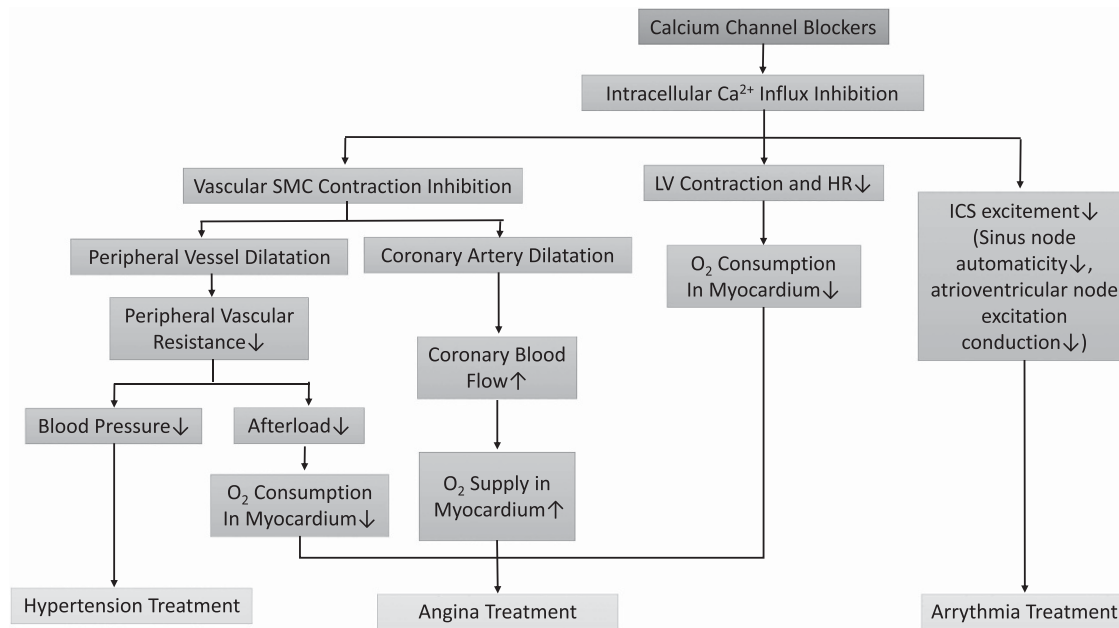 Calcium Channel Blockers
Intracellular Ca²⁺ Influx Inhibition
Vascular SMC Contraction Inhibition
LV Contraction and HR↓
ICS excitement↓
(Sinus node
automaticity↓,
atrioventricular node
excitation
conduction↓)
Peripheral Vessel Dilatation
Coronary Artery Dilatation
O₂ Consumption
In Myocardium↓
Peripheral Vascular
Resistance↓
Coronary Blood
Flow↑
Blood Pressure↓
Afterload↓
O₂ Consumption
In Myocardium↓
O₂ Supply in
Myocardium↑
Hypertension Treatment
Angina Treatment
Arrythmia Treatment